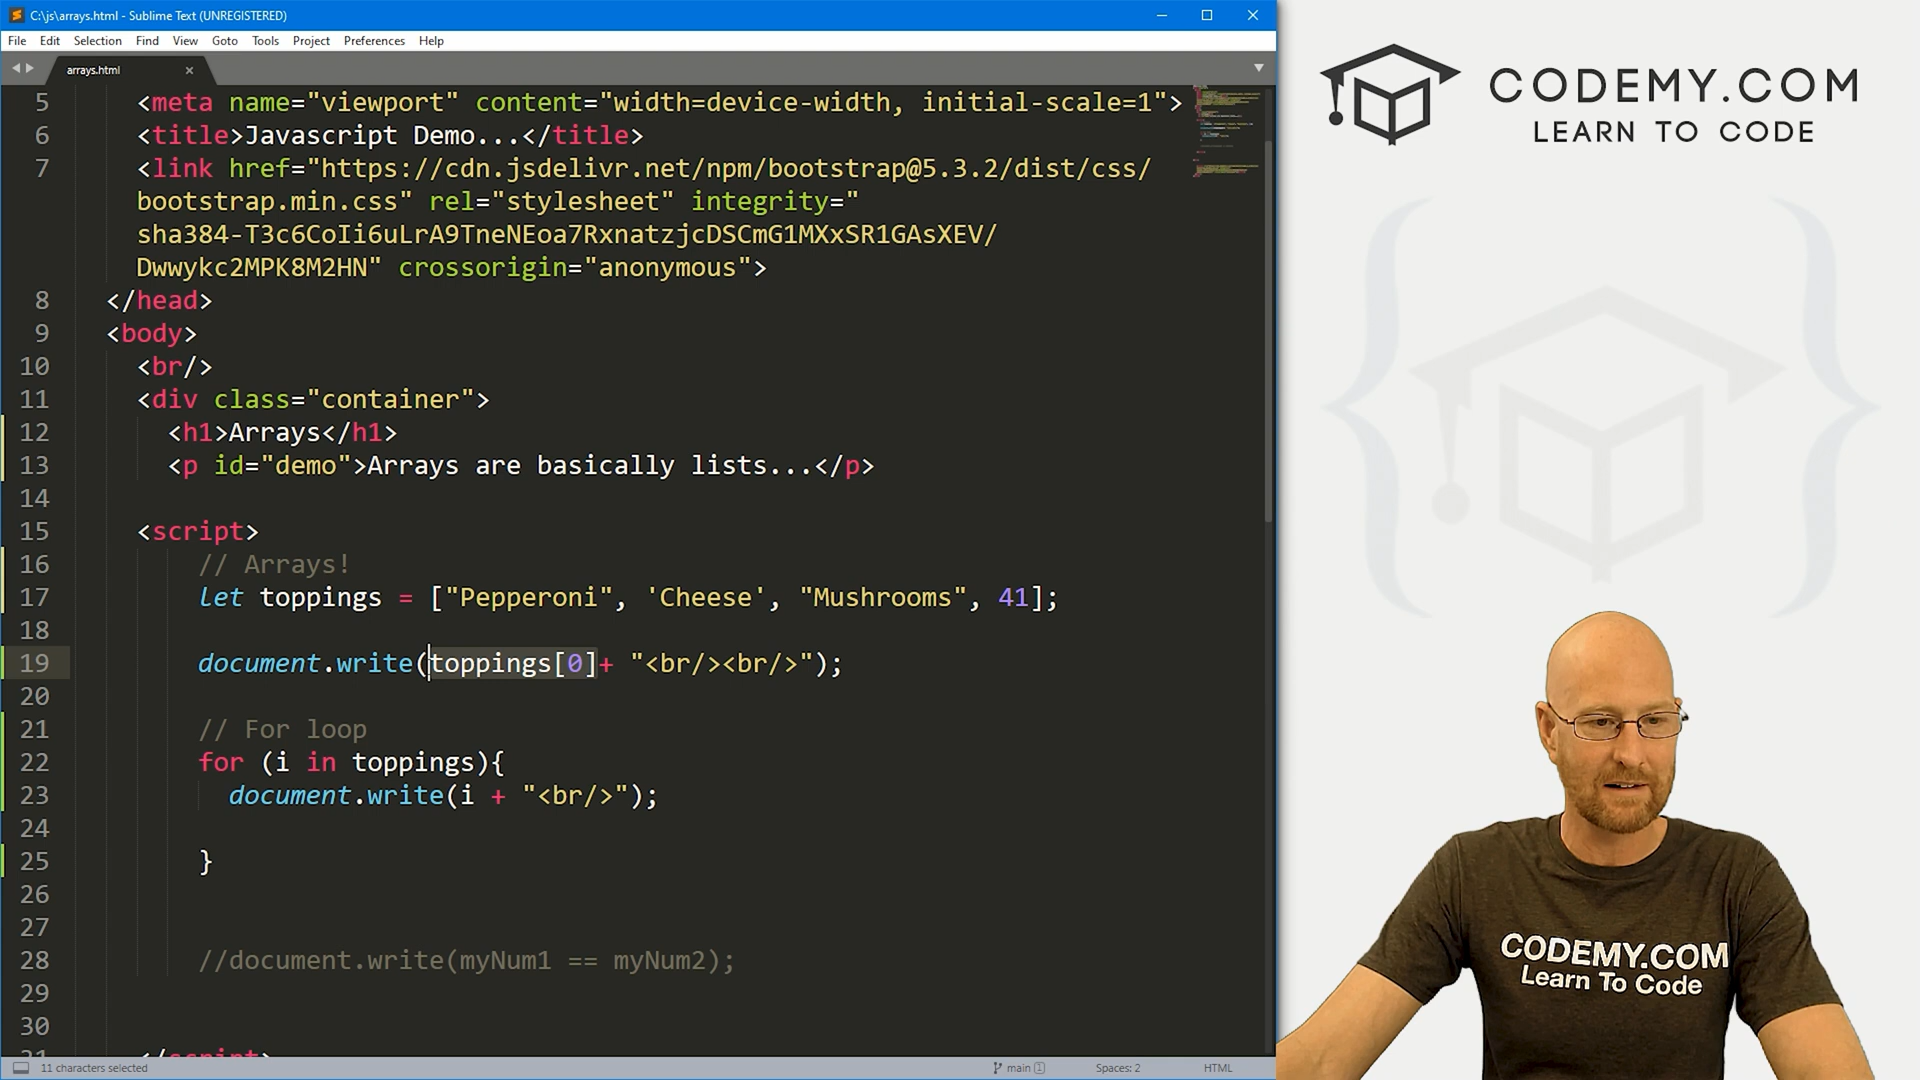 C:\js\arrays.html - Sublime Text (UNREGISTERED)
File Edit Selection Find View Goto Tools Project Preferences Help
arrays.html
5 <meta name="viewport" content="width=device-width, initial-scale=1">
6 <title>Javascript Demo...</title>
7 <link href="https://cdn.jsdelivr.net/npm/bootstrap@5.3.2/dist/css/
bootstrap.min.css" rel="stylesheet" integrity="
sha384-T3c6CoIi6uLrA9TneNEoa7RxnatzjcDSCmG1MXxSR1GAsXEV/
Dwwykc2MPK8M2HN" crossorigin="anonymous">
8 </head>
9 <body>
10 <br/>
11 <div class="container">
12 <h1>Arrays</h1>
13 <p id="demo">Arrays are basically lists...</p>
14
15 <script>
16 // Arrays!
17 let toppings = ["Pepperoni", 'Cheese', "Mushrooms", 41];
18
19 document.write(toppings[0]+ "<br/><br/>");
20
21 // For loop
22 for (i in toppings){
23 document.write(i + "<br/>");
24
25 }
26
27
28 //document.write(myNum1 == myNum2);
29
30
31 </script>
11 characters selected
main 1
Spaces: 2
HTML
CODEMY.COM
LEARN TO CODE
CODEMY.COM
Learn To Code